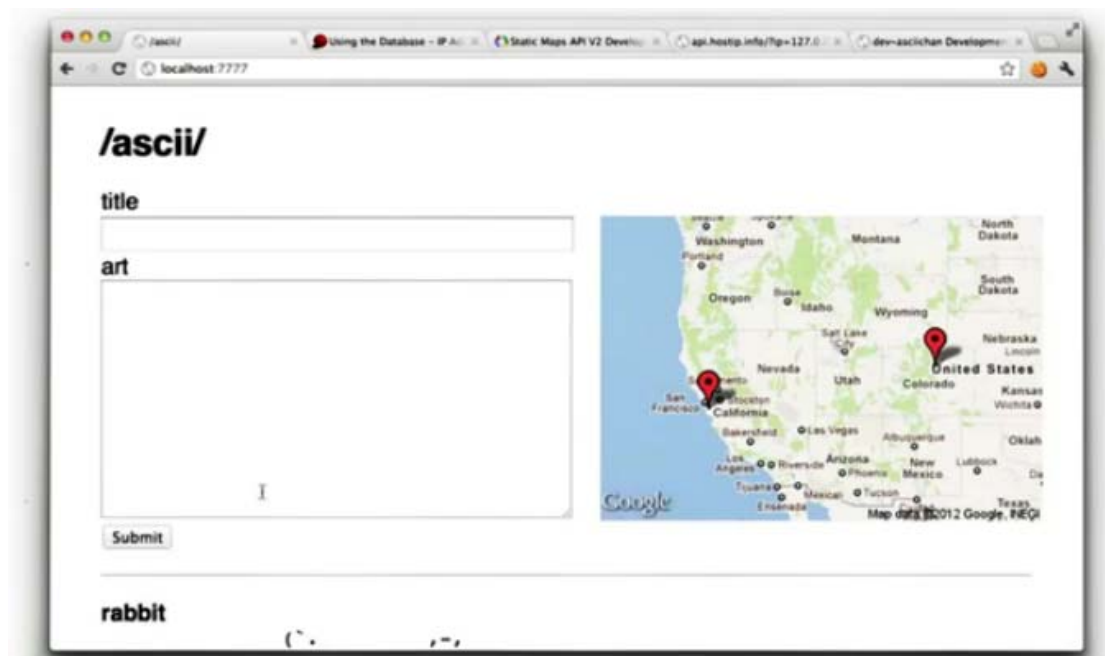 /ascii/
Using the Database - IP
Static Maps API V2
api.hostip.info/?ip=127.0
dev-asciichan
localhost:7777
/ascii/
title
art
Submit
North
Dakota
Washington
Montana
Portland
South
Dakota
Oregon
Boise
Idaho
Wyoming
Salt Lake
City
Nebraska
Lincoln
Nevada
United States
Utah
Colorado
Kansas
San
Francisco
Stockton
Wichita
California
Bakersfield
Las Vegas
Albuquerque
Oklah
Los
Angeles
Riverside
Arizona
New
Mexico
Lubbock
Phoenix
Tijuana
Mexicali
Tucson
Ensenada
Texas
Google
Map data ©2012 Google, INEGI
rabbit
(`. ,-,